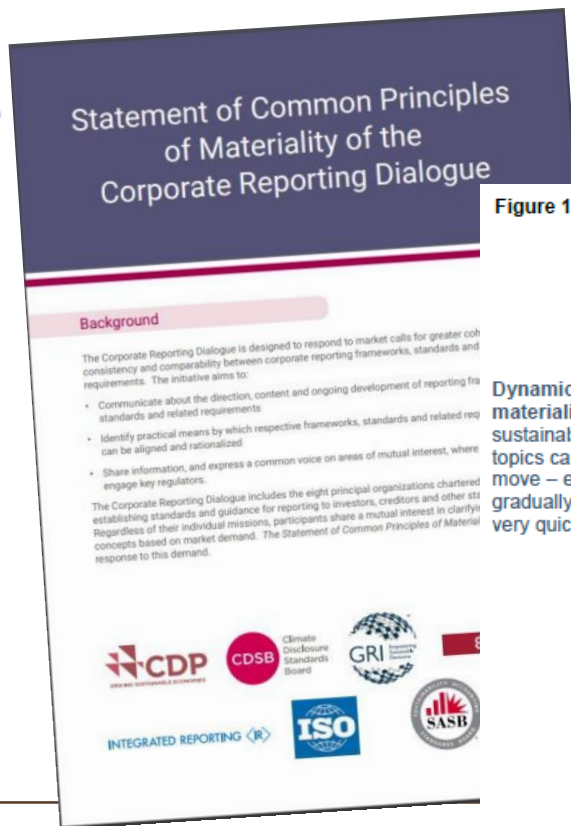 Statement of Common Principles
of Materiality of the
Corporate Reporting Dialogue
Background
The Corporate Reporting Dialogue is designed to respond to market calls for greater coh
consistency and comparability between corporate reporting frameworks, standards and
requirements. The initiative aims to:
• Communicate about the direction, content and ongoing development of reporting fra
standards and related requirements
• Identify practical means by which respective frameworks, standards and related req
can be aligned and rationalized
• Share information, and express a common voice on areas of mutual interest, where
engage key regulators.
The Corporate Reporting Dialogue includes the eight principal organizations chartered
establishing standards and guidance for reporting to investors, creditors and other sta
Regardless of their individual missions, participants share a mutual interest in clarifyin
concepts based on market demand. The Statement of Common Principles of Material
response to this demand.
CDP
DRIVING SUSTAINABLE ECONOMIES
CDSB
Climate
Disclosure
Standards
Board
GRI
INTEGRATED REPORTING <IR>
ISO
SASB
Figure 1
Dynamic
materiali
sustainab
topics ca
move – e
gradually
very quic